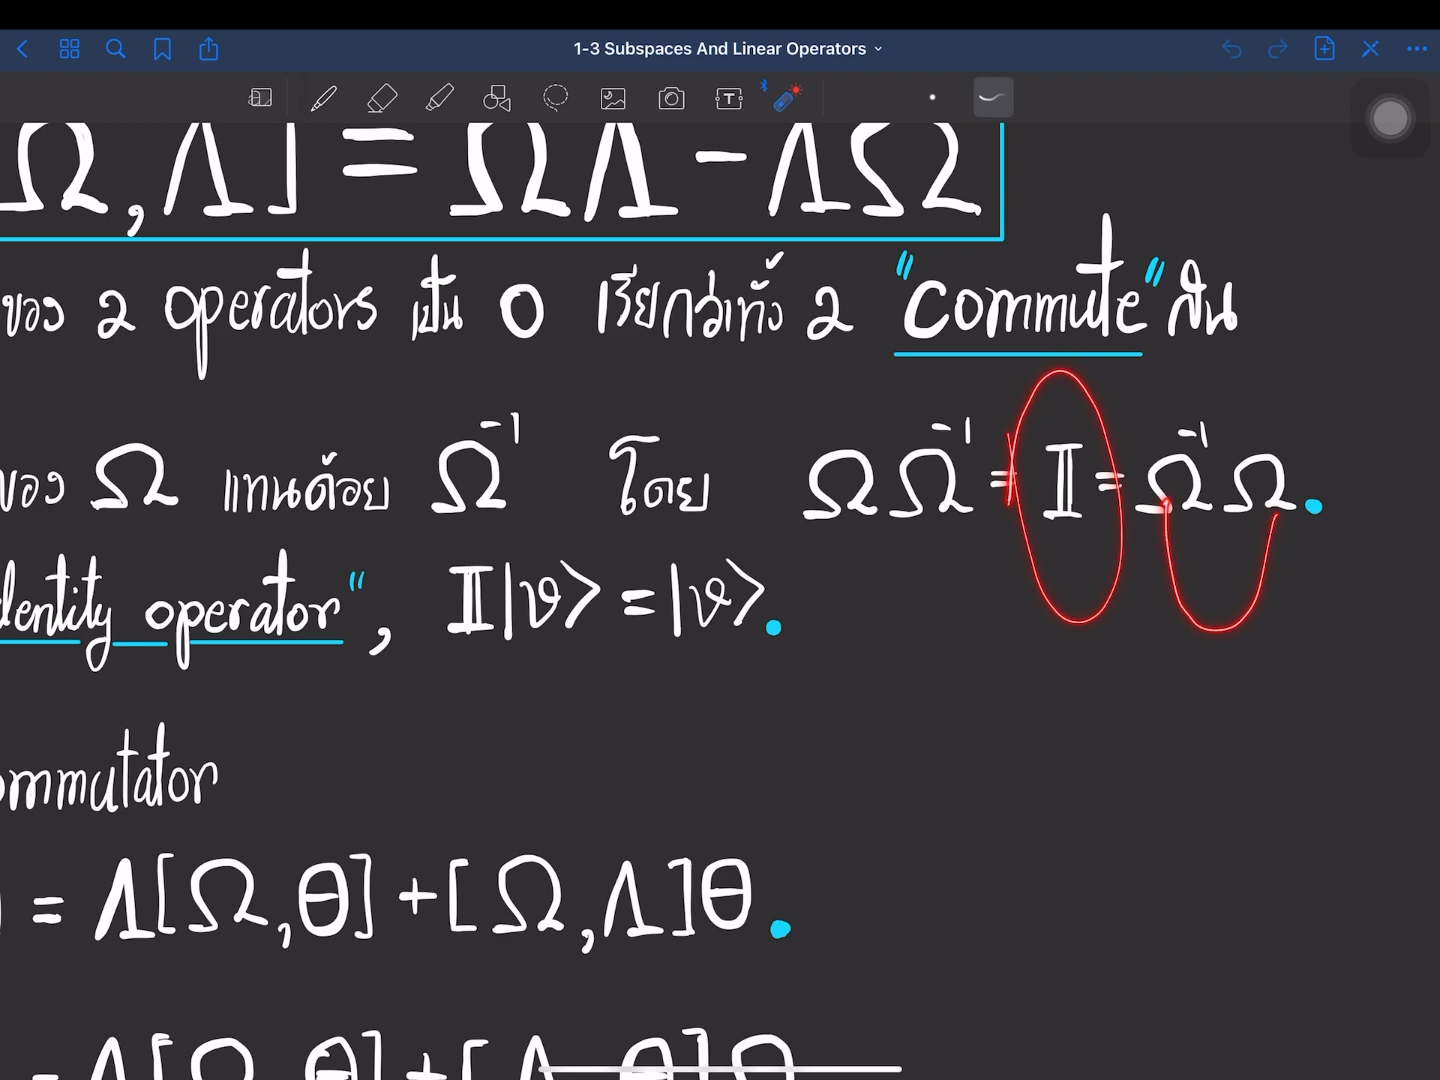 1-3 Subspaces And Linear Operators
Ω,Λ] = ΩΛ-ΛΩ
ของ 2 operators เป็น 0 เรียกว่าทั้ง 2 "Commute" กัน
ของ Ω แทนด้วย Ω⁻¹ โดย ΩΩ⁻¹ = 𝕀 = Ω⁻¹Ω.
dentity operator", 𝕀|v> = |v>.
ommutator
] = Λ[Ω,θ] + [Ω,Λ]θ.